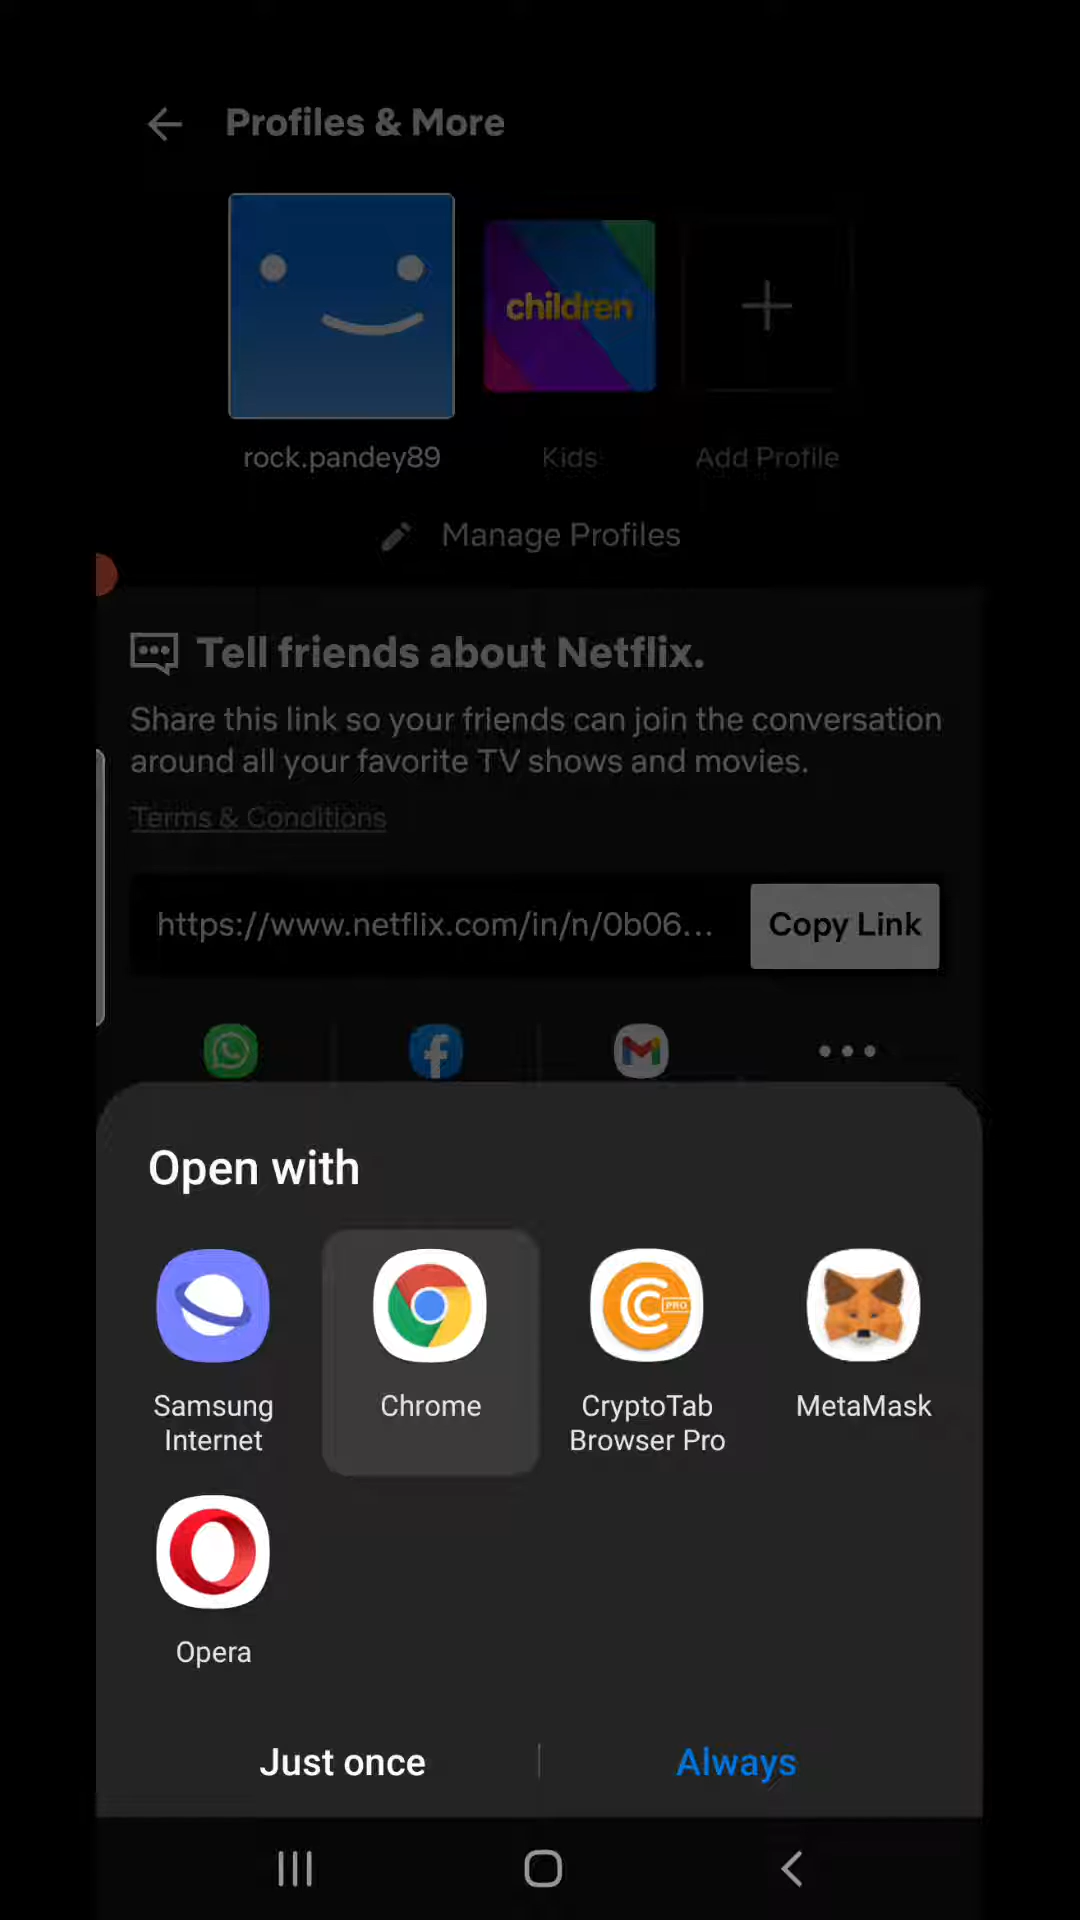 Profiles & More
children
rock.pandey89
Kids
Add Profile
Manage Profiles
Tell friends about Netflix.
Share this link so your friends can join the conversation
around all your favorite TV shows and movies.
Terms & Conditions
https://www.netflix.com/in/n/0b06...
Copy Link
Open with
Samsung
Internet
Chrome
CryptoTab
Browser Pro
PRO
MetaMask
Opera
Just once
Always